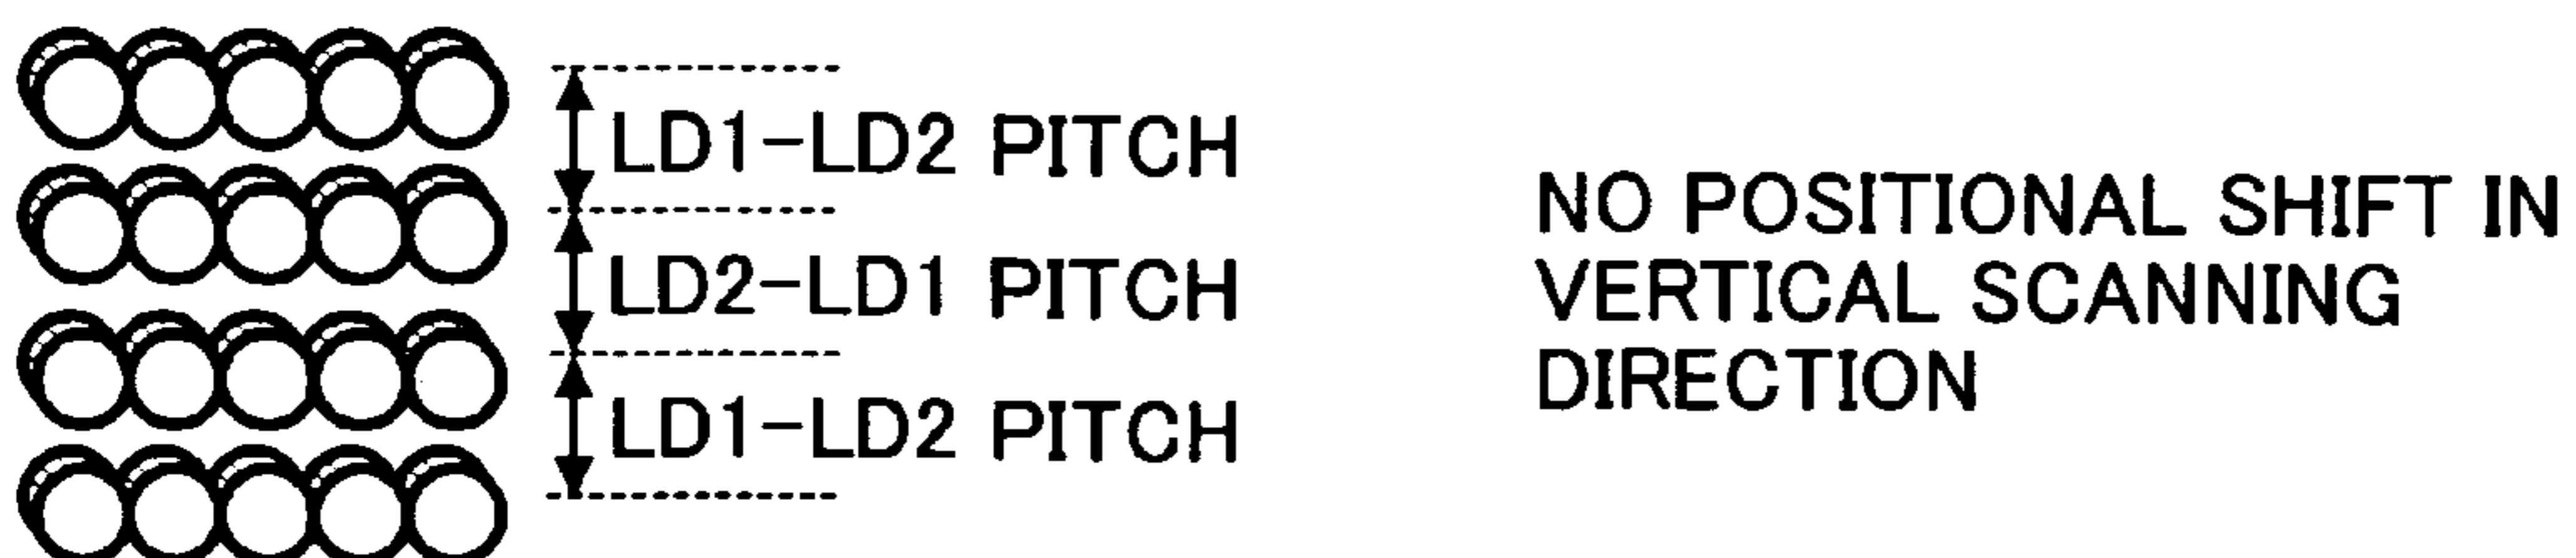 LD1-LD2 PITCH
LD2-LD1 PITCH
LD1-LD2 PITCH
NO POSITIONAL SHIFT IN
VERTICAL SCANNING
DIRECTION